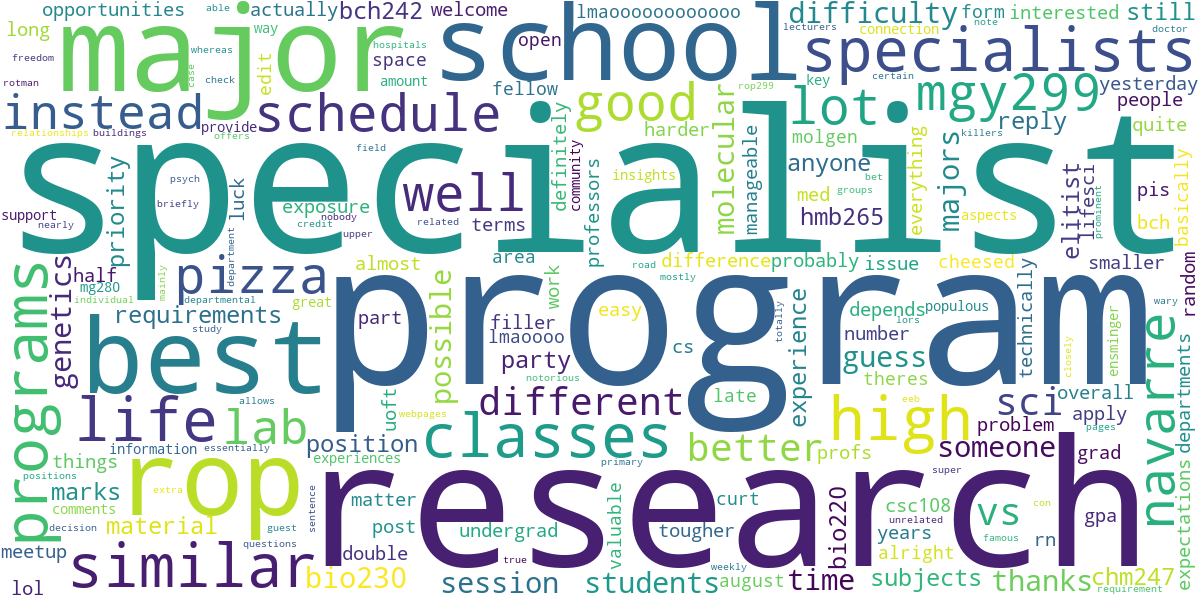 opportunities able actually bch242 welcome lmaoooooooooooo difficulty form interested still
long major way school open lecturers connection note doctor
freedom whereas hospitals space specialists
rotman case check edit amount fellow certain key rop299 yesterday
instead schedule good molecular lot mgy299 people
relationships buildings provide offers harder molgen reply quite
specialist field definitely community professors manageable anyone everything killers majors elitist lifesci basically
priority psych luck well insights med groups bet aspects pis
support briefly exposure nobody related terms hmb265 bch prominent
nearly credit upper
programs genetics half department area difference probably issue cheesed smaller
mg280 pizza almost road mostly technically random
individual mainly departmental great possible work program experience depends populous wary
requirements study part filler easy totally number lors closely ensminger navarre
best lmaoooo cs guess departments
party theres
allows uoft notorious different late sci overall
life lab webpages high eeb apply pages
information essentially position classes better profs someone problem
things rop experiences primary super grad expectations
positions extra research
marks sentence matter valuable curt bio220 csc108 unrelated vs con gpa
comments decision guest post undergrad tougher years famous rn
material questions
meetup similar double true weekly alright
lol bio230 session students august time subjects thanks chm247 requirement